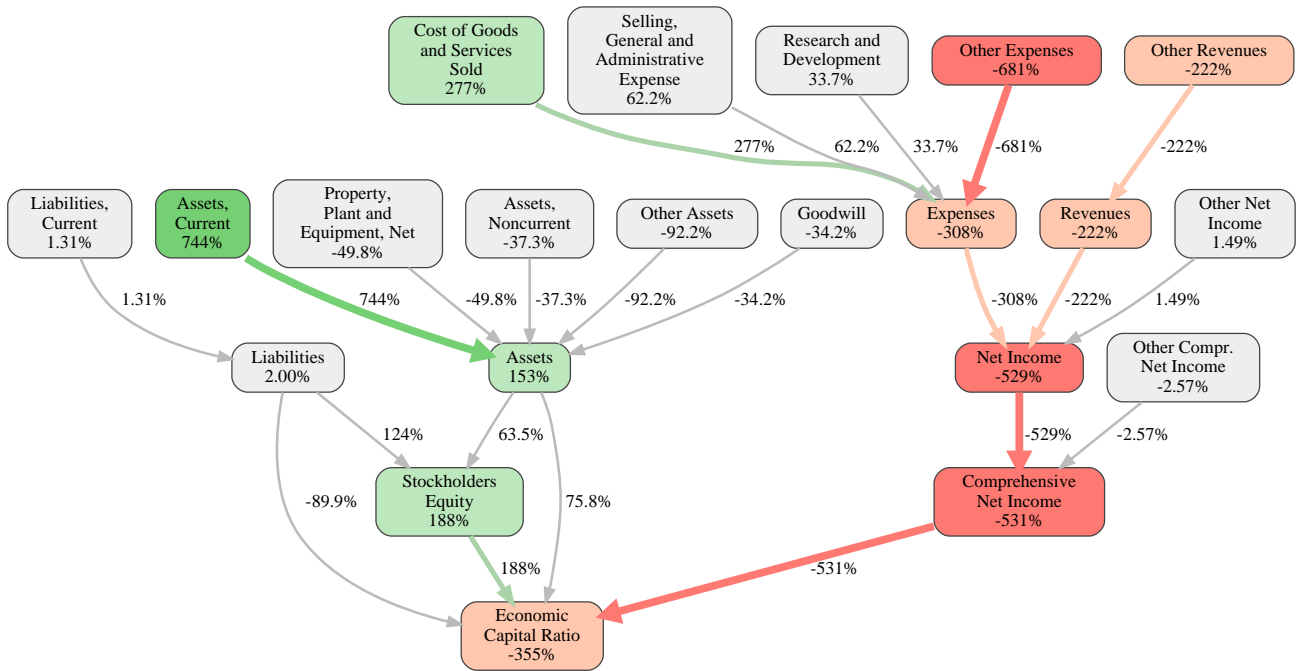 Cost of Goods
and Services
Sold
277%
Selling,
General and
Administrative
Expense
62.2%
Research and
Development
33.7%
Other Expenses
-681%
Other Revenues
-222%
277%
62.2%
33.7%
-681%
-222%
Liabilities,
Current
1.31%
Assets,
Current
744%
Property,
Plant and
Equipment, Net
-49.8%
Assets,
Noncurrent
-37.3%
Other Assets
-92.2%
Goodwill
-34.2%
Expenses
-308%
Revenues
-222%
Other Net
Income
1.49%
1.31%
744%
-49.8%
-37.3%
-92.2%
-34.2%
-308%
-222%
1.49%
Liabilities
2.00%
Assets
153%
Net Income
-529%
Other Compr.
Net Income
-2.57%
124%
63.5%
-529%
-2.57%
-89.9%
Stockholders
Equity
188%
75.8%
Comprehensive
Net Income
-531%
188%
-531%
Economic
Capital Ratio
-355%